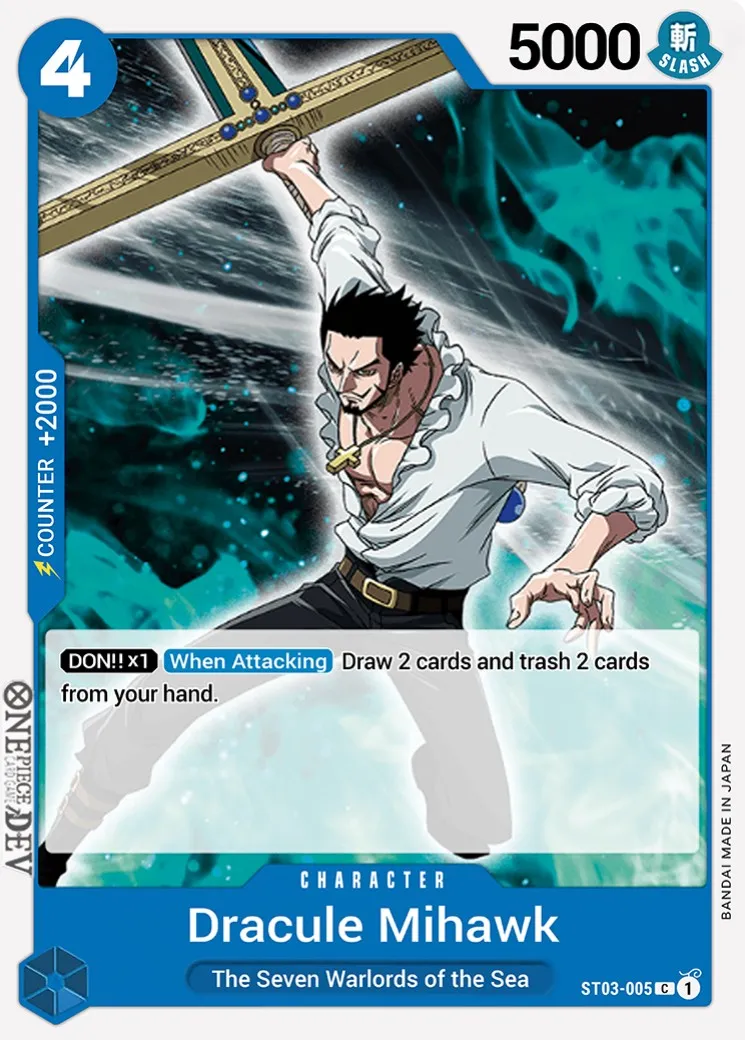 4
5000
斬
SLASH
COUNTER +2000
DON!! ×1 When Attacking Draw 2 cards and trash 2 cards
from your hand.
ONE PIECE
CARD GAME
DEV
BANDAI MADE IN JAPAN
CHARACTER
Dracule Mihawk
The Seven Warlords of the Sea
ST03-005 C 1